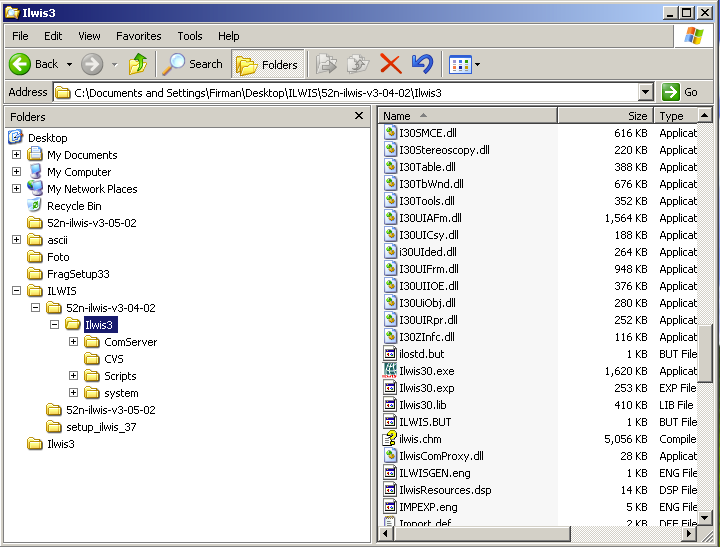 Ilwis3
File Edit View Favorites Tools Help
Back Search Folders
Address C:\Documents and Settings\Firman\Desktop\ILWIS\52n-ilwis-v3-04-02\Ilwis3 Go
Folders
Desktop
My Documents
My Computer
My Network Places
Recycle Bin
52n-ilwis-v3-05-02
ascii
Foto
FragSetup33
ILWIS
52n-ilwis-v3-04-02
Ilwis3
ComServer
CVS
Scripts
system
52n-ilwis-v3-05-02
setup_ilwis_37
Ilwis3
Name Size Type
I30SMCE.dll 616 KB Applicat
I30Stereoscopy.dll 220 KB Applicat
I30Table.dll 388 KB Applicat
I30TbWnd.dll 676 KB Applicat
I30Tools.dll 352 KB Applicat
I30UIAFm.dll 1,564 KB Applicat
I30UICsy.dll 188 KB Applicat
i30UIded.dll 264 KB Applicat
I30UIFrm.dll 948 KB Applicat
I30UIIOE.dll 376 KB Applicat
I30UiObj.dll 280 KB Applicat
I30UIRpr.dll 252 KB Applicat
I30ZInfc.dll 116 KB Applicat
ilostd.but 1 KB BUT File
Ilwis30.exe 1,620 KB Applicat
Ilwis30.exp 253 KB EXP File
Ilwis30.lib 410 KB LIB File
ILWIS.BUT 1 KB BUT File
ilwis.chm 5,056 KB Compile
IlwisComProxy.dll 28 KB Applicat
ILWISGEN.eng 1 KB ENG File
IlwisResources.dsp 14 KB DSP File
IMPEXP.eng 5 KB ENG File
Import.def 2 KB DEF File